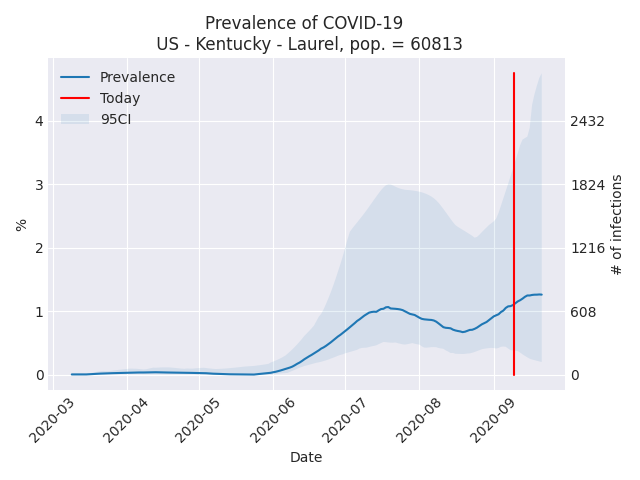 Prevalence of COVID-19
US - Kentucky - Laurel, pop. = 60813
Prevalence
Today
95CI
4
3
2
1
0
%
2432
1824
1216
608
0
# of infections
2020-03
2020-04
2020-05
2020-06
2020-07
2020-08
2020-09
Date